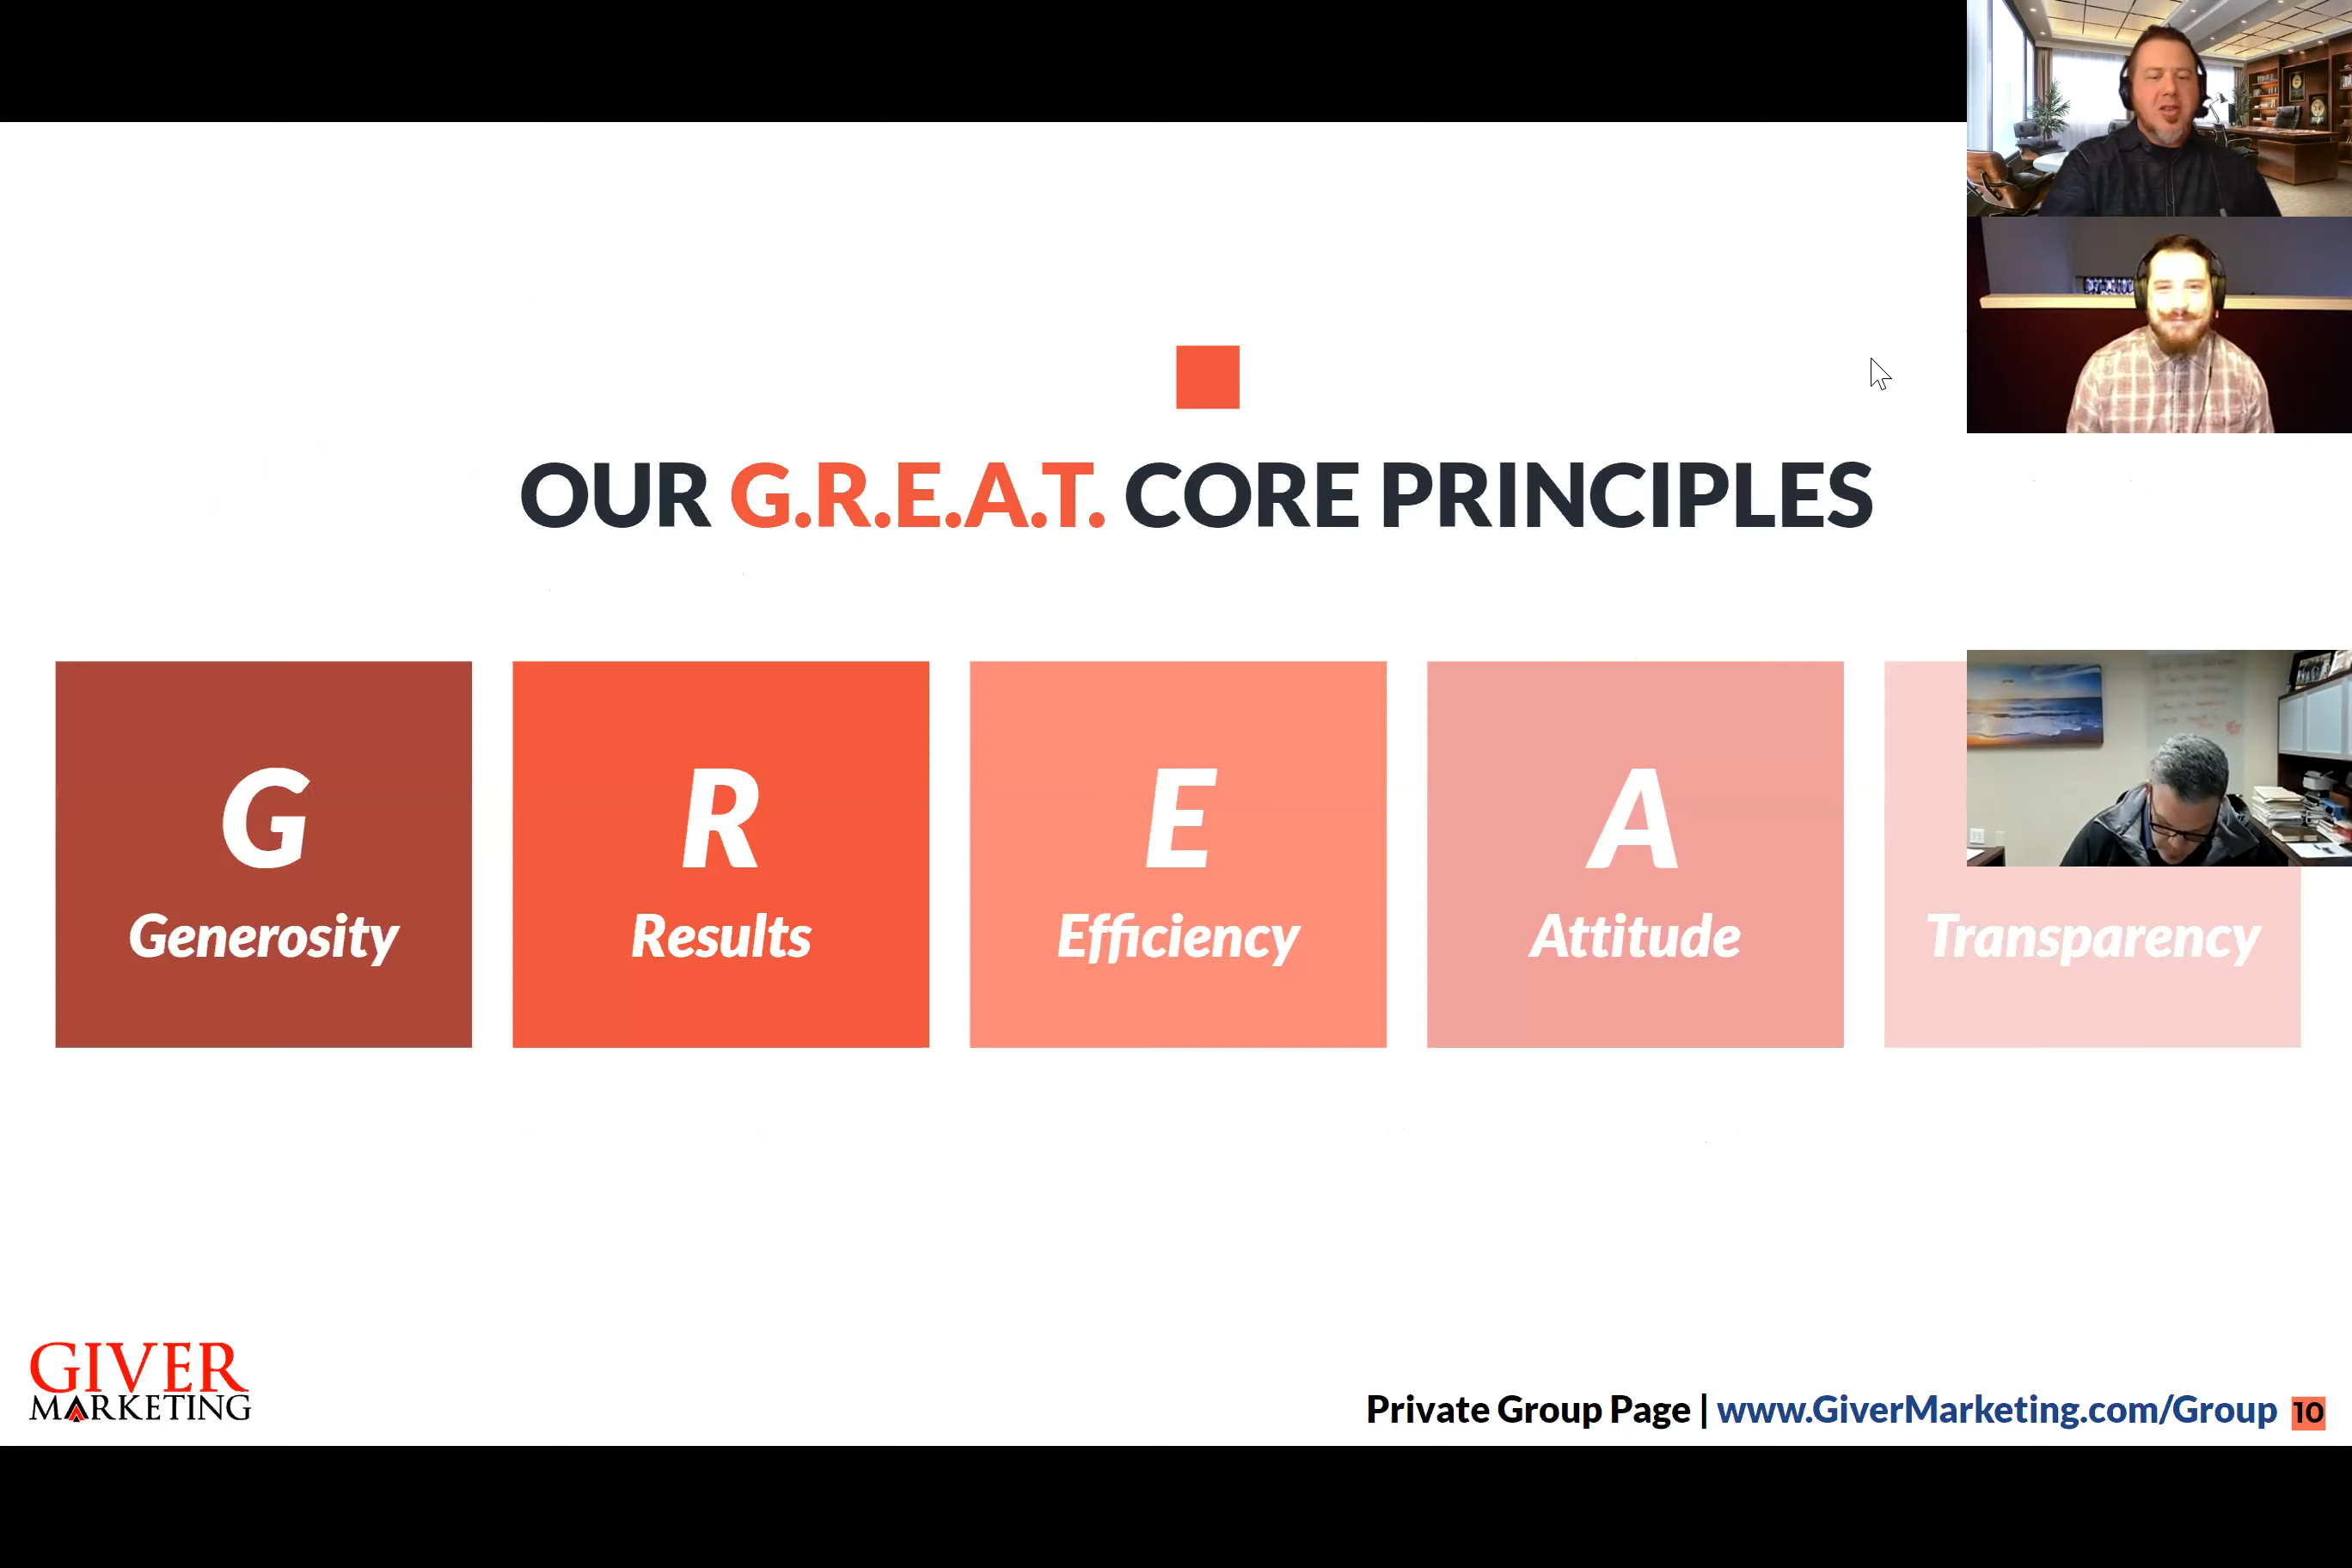 OUR G.R.E.A.T. CORE PRINCIPLES
G
Generosity
R
Results
E
Efficiency
A
Attitude
Transparency
GIVER
MARKETING
Private Group Page | www.GiverMarketing.com/Group 10